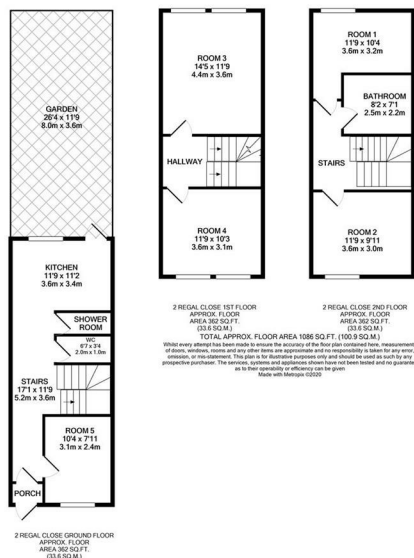 GARDEN
26'4 x 11'9
8.0m x 3.6m
KITCHEN
11'9 x 11'2
3.6m x 3.4m
SHOWER
ROOM
WC
6'7 x 3'4
2.0m x 1.0m
STAIRS
17'1 x 11'9
5.2m x 3.6m
ROOM 5
10'4 x 7'11
3.1m x 2.4m
PORCH
2 REGAL CLOSE GROUND FLOOR
APPROX. FLOOR
AREA 362 SQ.FT.
(33.6 SQ.M.)
ROOM 3
14'5 x 11'9
4.4m x 3.6m
HALLWAY
ROOM 4
11'9 x 10'3
3.6m x 3.1m
2 REGAL CLOSE 1ST FLOOR
APPROX. FLOOR
AREA 362 SQ.FT.
(33.6 SQ.M.)
ROOM 1
11'9 x 10'4
3.6m x 3.2m
BATHROOM
8'2 x 7'1
2.5m x 2.2m
STAIRS
ROOM 2
11'9 x 9'11
3.6m x 3.0m
2 REGAL CLOSE 2ND FLOOR
APPROX. FLOOR
AREA 362 SQ.FT.
(33.6 SQ.M.)
TOTAL APPROX. FLOOR AREA 1086 SQ.FT. (100.9 SQ.M.)
Whilst every attempt has been made to ensure the accuracy of the floor plan contained here, measurements
of doors, windows, rooms and any other items are approximate and no responsibility is taken for any error,
omission, or mis-statement. This plan is for illustrative purposes only and should be used as such by any
prospective purchaser. The services, systems and appliances shown have not been tested and no guarantee
as to their operability or efficiency can be given
Made with Metropix ©2020